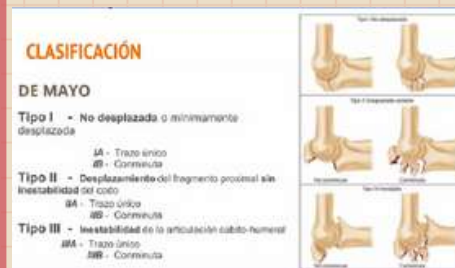 CLASIFICACIÓN
DE MAYO
Tipo I - No desplazada o minimamente
desplazada
IA - Trazo único
IB - Conminuta
Tipo II - Desplazamiento del fragmento proximal sin
inestabilidad del codo
IIA - Trazo único
IIB - Conminuta
Tipo III - Inestabilidad de la articulación cubito-humeral
IIIA - Trazo único
IIIB - Conminuta